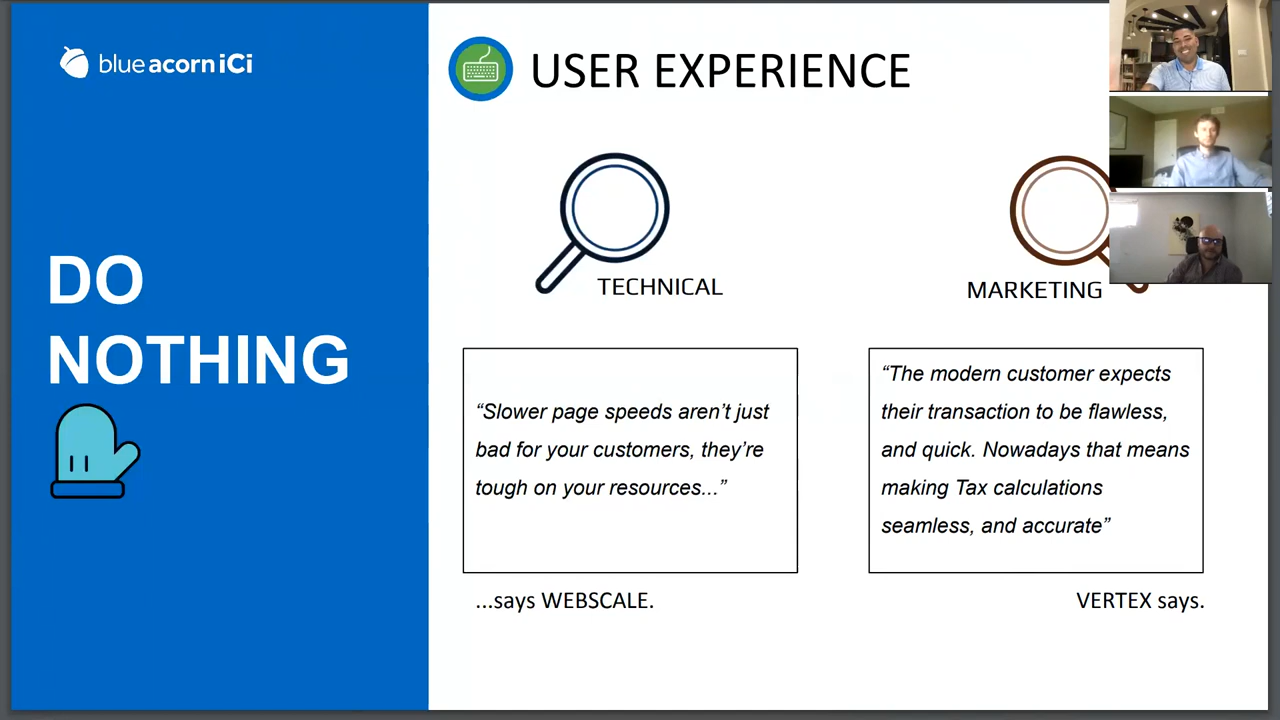 blue acorn iCi
DO
NOTHING
USER EXPERIENCE
TECHNICAL
MARKETING
“Slower page speeds aren’t just
bad for your customers, they’re
tough on your resources...”
...says WEBSCALE.
“The modern customer expects
their transaction to be flawless,
and quick. Nowadays that means
making Tax calculations
seamless, and accurate”
VERTEX says.